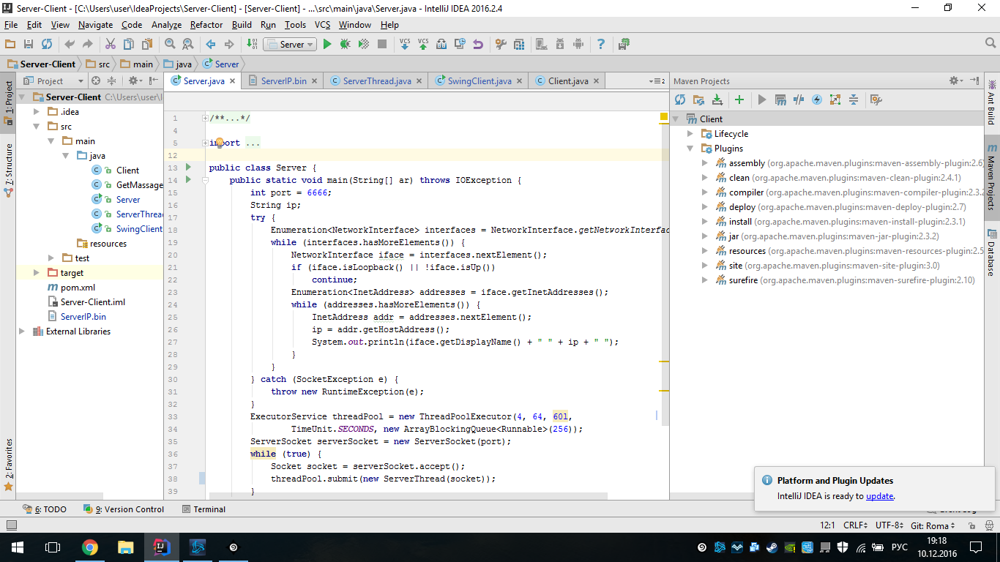 Server-Client - [C:\Users\user\IdeaProjects\Server-Client] - [Server-Client] - ...\src\main\java\Server.java - IntelliJ IDEA 2016.2.4
File Edit View Navigate Code Analyze Refactor Build Run Tools VCS Window Help
Server
Server-Client src main java Server
1: Project
7: Structure
2: Favorites
Project
Server-Client C:\Users\user\I
.idea
src
main
java
Client
GetMassage
Server
ServerThrea
SwingClient
resources
test
target
pom.xml
Server-Client.iml
ServerIP.bin
External Libraries
Server.java ServerIP.bin ServerThread.java SwingClient.java Client.java 2
1 /**...*/
4
5 import ...
12
13 public class Server {
14 public static void main(String[] ar) throws IOException {
15 int port = 6666;
16 String ip;
17 try {
18 Enumeration<NetworkInterface> interfaces = NetworkInterface.getNetworkInterfac
19 while (interfaces.hasMoreElements()) {
20 NetworkInterface iface = interfaces.nextElement();
21 if (iface.isLoopback() || !iface.isUp())
22 continue;
23 Enumeration<InetAddress> addresses = iface.getInetAddresses();
24 while (addresses.hasMoreElements()) {
25 InetAddress addr = addresses.nextElement();
26 ip = addr.getHostAddress();
27 System.out.println(iface.getDisplayName() + " " + ip + " ");
28 }
29 }
30 } catch (SocketException e) {
31 throw new RuntimeException(e);
32 }
33 ExecutorService threadPool = new ThreadPoolExecutor(4, 64, 60l,
34 TimeUnit.SECONDS, new ArrayBlockingQueue<Runnable>(256));
35 ServerSocket serverSocket = new ServerSocket(port);
36 while (true) {
37 Socket socket = serverSocket.accept();
38 threadPool.submit(new ServerThread(socket));
39 }
Maven Projects
Client
Lifecycle
Plugins
assembly (org.apache.maven.plugins:maven-assembly-plugin:2.6)
clean (org.apache.maven.plugins:maven-clean-plugin:2.4.1)
compiler (org.apache.maven.plugins:maven-compiler-plugin:2.3.2
deploy (org.apache.maven.plugins:maven-deploy-plugin:2.7)
install (org.apache.maven.plugins:maven-install-plugin:2.3.1)
jar (org.apache.maven.plugins:maven-jar-plugin:2.3.2)
resources (org.apache.maven.plugins:maven-resources-plugin:2.5
site (org.apache.maven.plugins:maven-site-plugin:3.0)
surefire (org.apache.maven.plugins:maven-surefire-plugin:2.10)
Ant Build
Maven Projects
Database
Platform and Plugin Updates
IntelliJ IDEA is ready to update.
6: TODO 9: Version Control Terminal
12:1 CRLF UTF-8 Git: Roma
РУС
19:18
10.12.2016